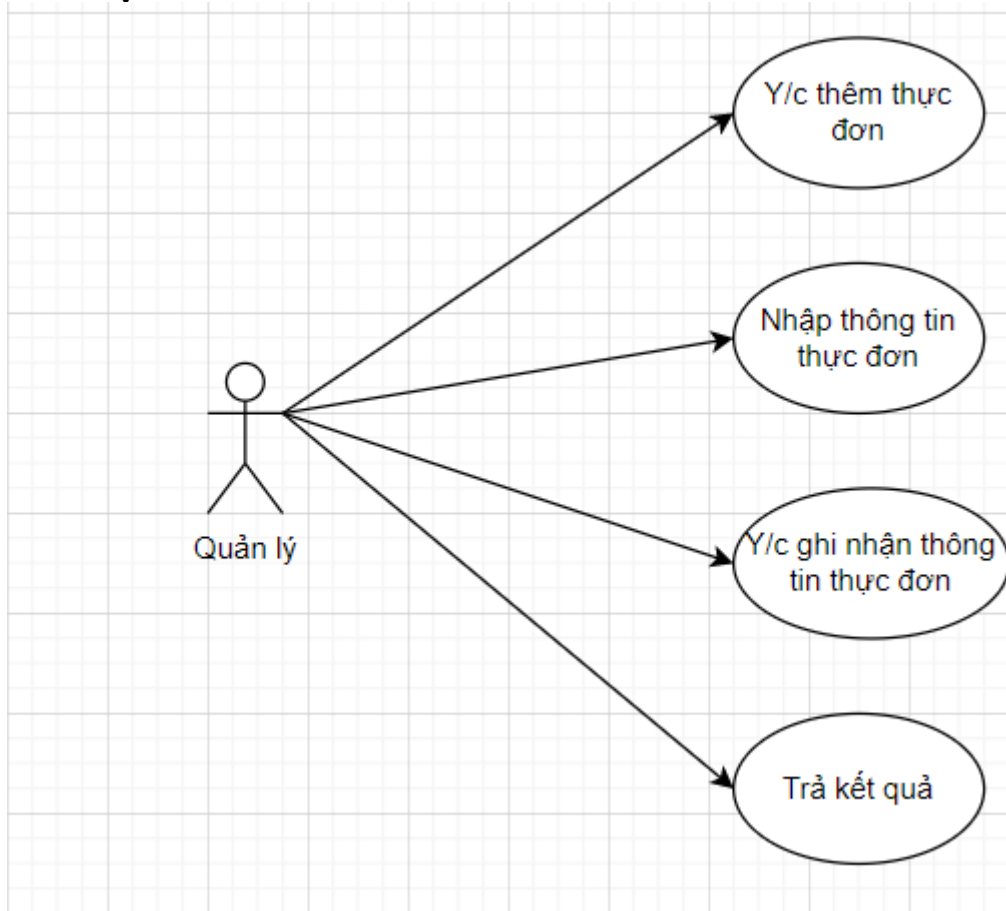 Y/c thêm thực
đơn
Nhập thông tin
thực đơn
Quản lý
Y/c ghi nhận thông
tin thực đơn
Trả kết quả